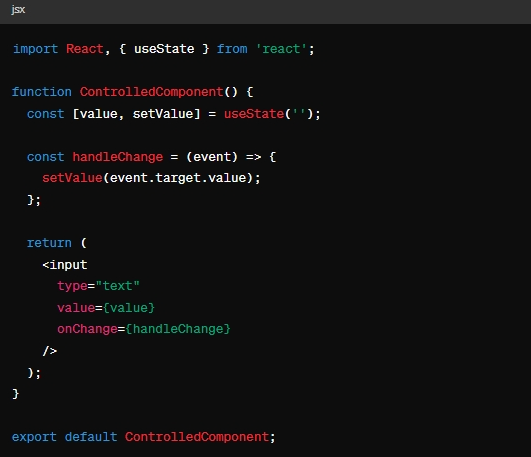 jsx
import React, { useState } from 'react';
function ControlledComponent() {
const [value, setValue] = useState('');
const handleChange = (event) => {
setValue(event.target.value);
};
return (
<input
type="text"
value={value}
onChange={handleChange}
/>
);
}
export default ControlledComponent;